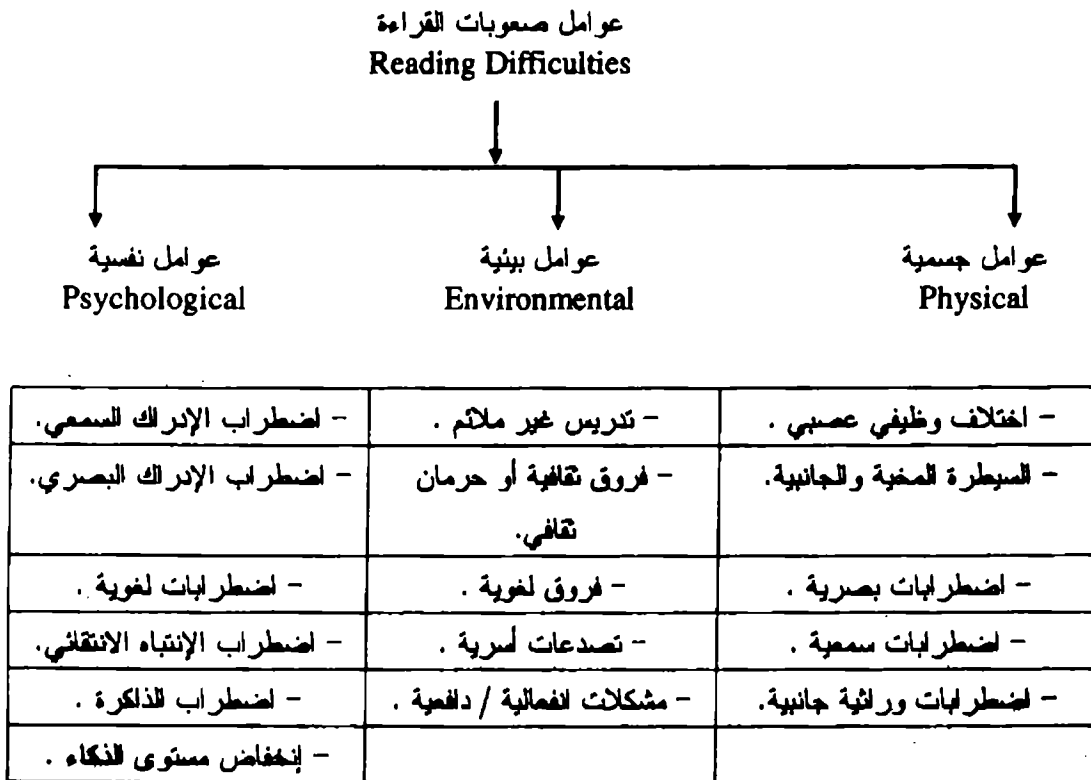 عوامل صعوبات القراءة
Reading Difficulties
عوامل جسمية
Physical
عوامل بيئية
Environmental
عوامل نفسية
Psychological
- اختلاف وظيفي عصبي .
- تدريس غير ملائم .
- اضطراب الإدراك السمعي.
- السيطرة المخية والجانبية.
- فروق ثقافية أو حرمان
ثقافي.
- اضطراب الإدراك البصري.
- اضطرابات بصرية .
- فروق لغوية .
- اضطرابات لغوية .
- اضطرابات سمعية .
- تصدعات أسرية .
- اضطراب الإنتباه الانتقائي.
- اضطرابات وراثية جانبية.
- مشكلات انفعالية / دافعية .
- اضطراب الذاكرة .
- إنخفاض مستوى الذكاء .